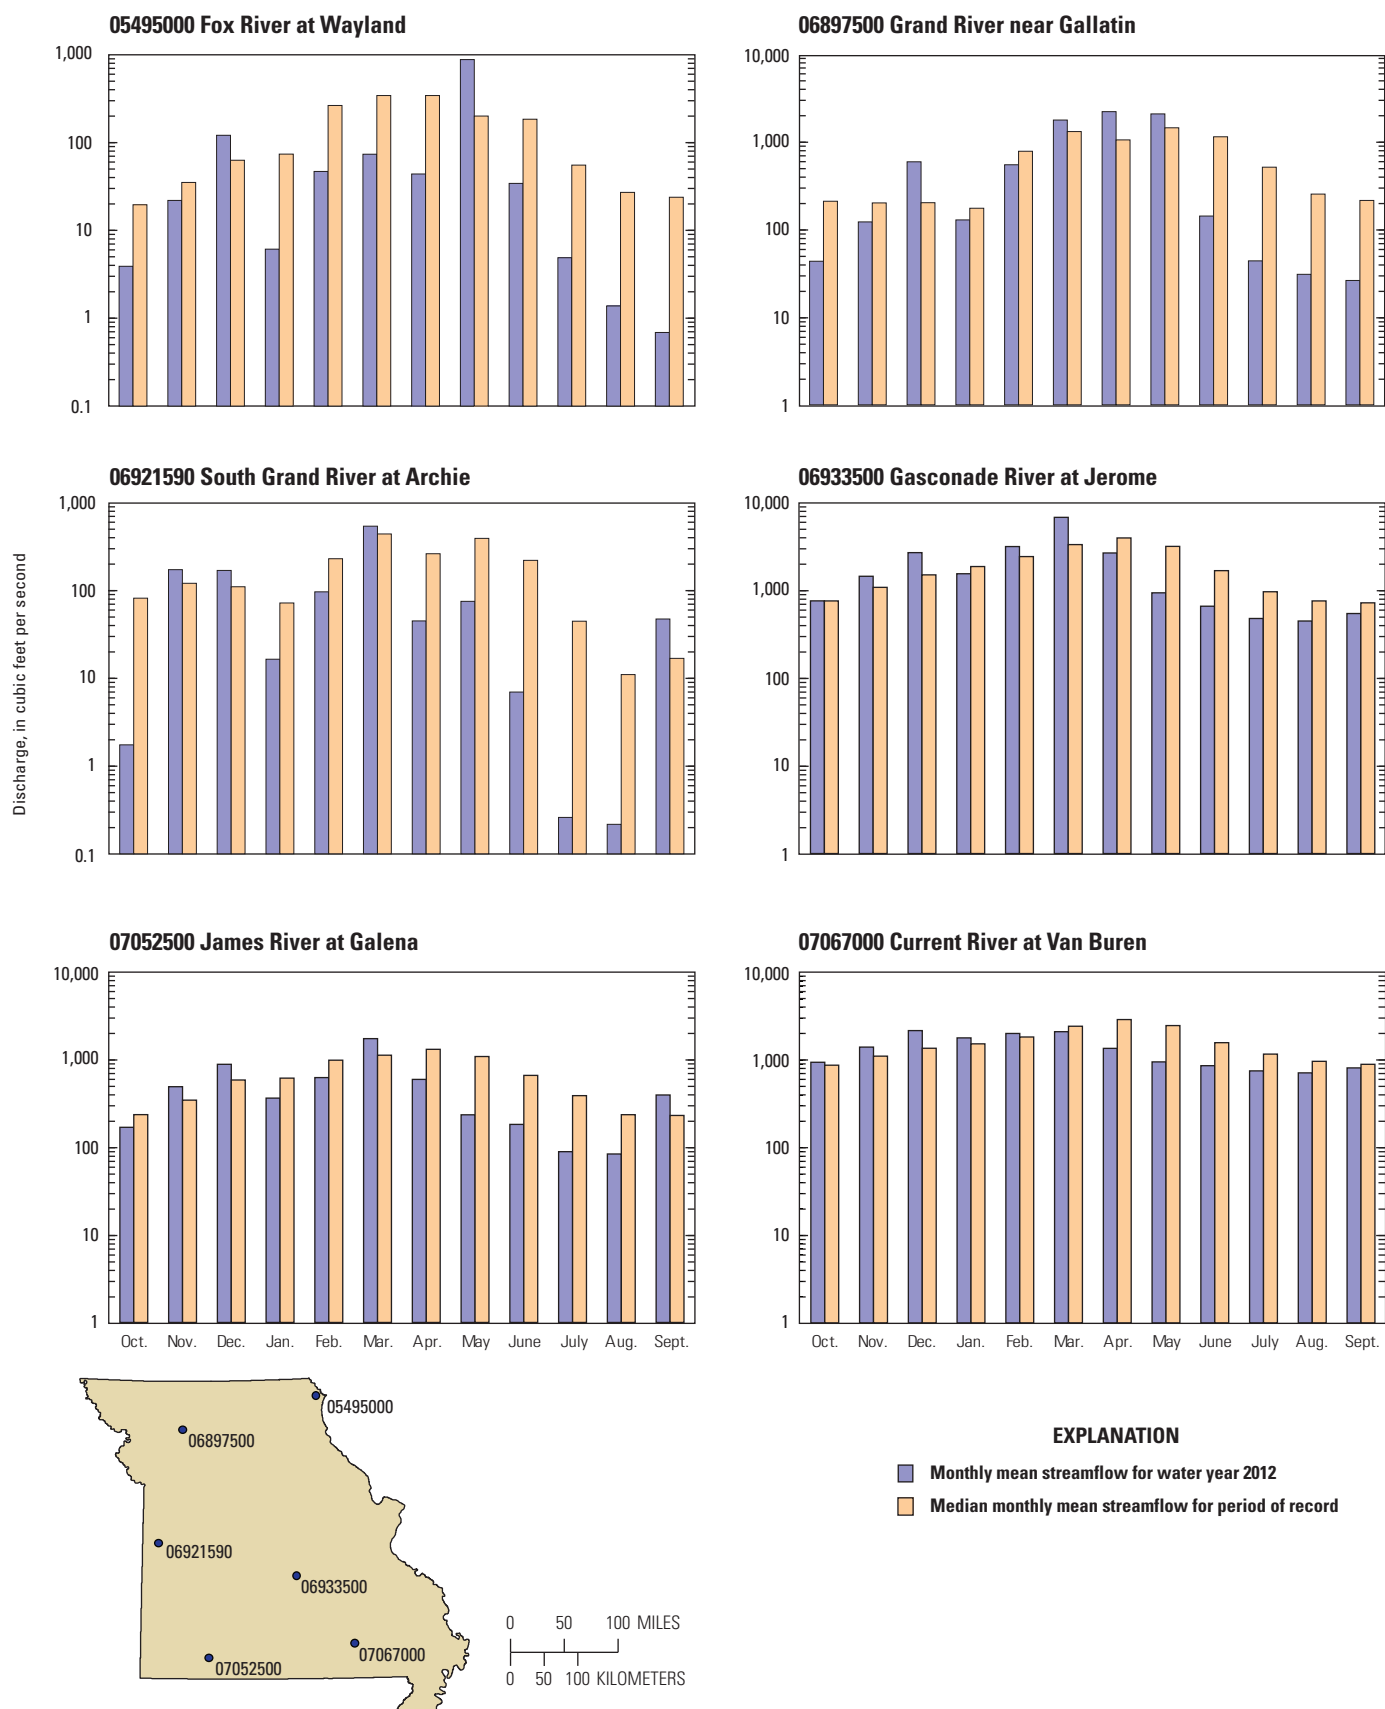 05495000 Fox River at Wayland
1,000
100
10
1
0.1
06897500 Grand River near Gallatin
10,000
1,000
100
10
1
06921590 South Grand River at Archie
1,000
100
10
1
0.1
06933500 Gasconade River at Jerome
10,000
1,000
100
10
1
Discharge, in cubic feet per second
07052500 James River at Galena
10,000
1,000
100
10
1
Oct. Nov. Dec. Jan. Feb. Mar. Apr. May June July Aug. Sept.
07067000 Current River at Van Buren
10,000
1,000
100
10
1
Oct. Nov. Dec. Jan. Feb. Mar. Apr. May June July Aug. Sept.
05495000
06897500
06921590
06933500
07067000
07052500
0 50 100 MILES
0 50 100 KILOMETERS
EXPLANATION
Monthly mean streamflow for water year 2012
Median monthly mean streamflow for period of record